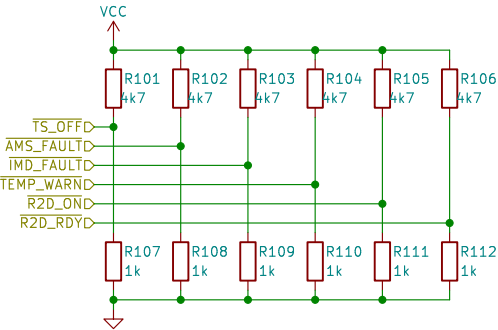 VCC
R101 R102 R103 R104 R105 R106
4k7 4k7 4k7 4k7 4k7 4k7
TS_OFF
AMS_FAULT
IMD_FAULT
TEMP_WARN
R2D_ON
R2D_RDY
R107 R108 R109 R110 R111 R112
1k 1k 1k 1k 1k 1k